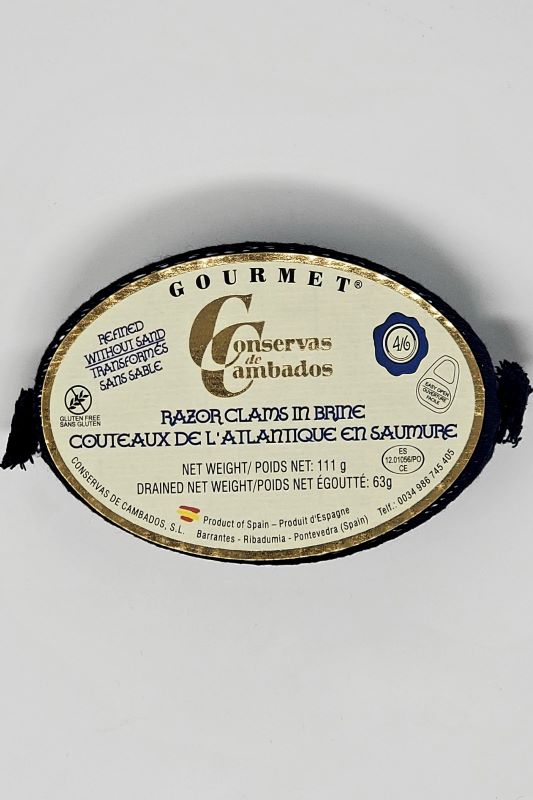 GOURMET®
Conservas
de
Cambados
REFINED
WITHOUT SAND
TRANSFORMÉS
SANS SABLE
4/6
EASY OPEN
OUVERTURE
FACILE
GLUTEN FREE
SANS GLUTEN
RAZOR CLAMS IN BRINE
COUTEAUX DE L'ATLANTIQUE EN SAUMURE
NET WEIGHT/ POIDS NET: 111 g
DRAINED NET WEIGHT/POIDS NET ÉGOUTTÉ: 63g
ES
12.01056/PO
CE
CONSERVAS DE CAMBADOS, S.L.
Product of Spain – Produit d'Espagne
Barrantes - Ribadumia - Pontevedra (Spain)
Telf.: 0034 986 745 405